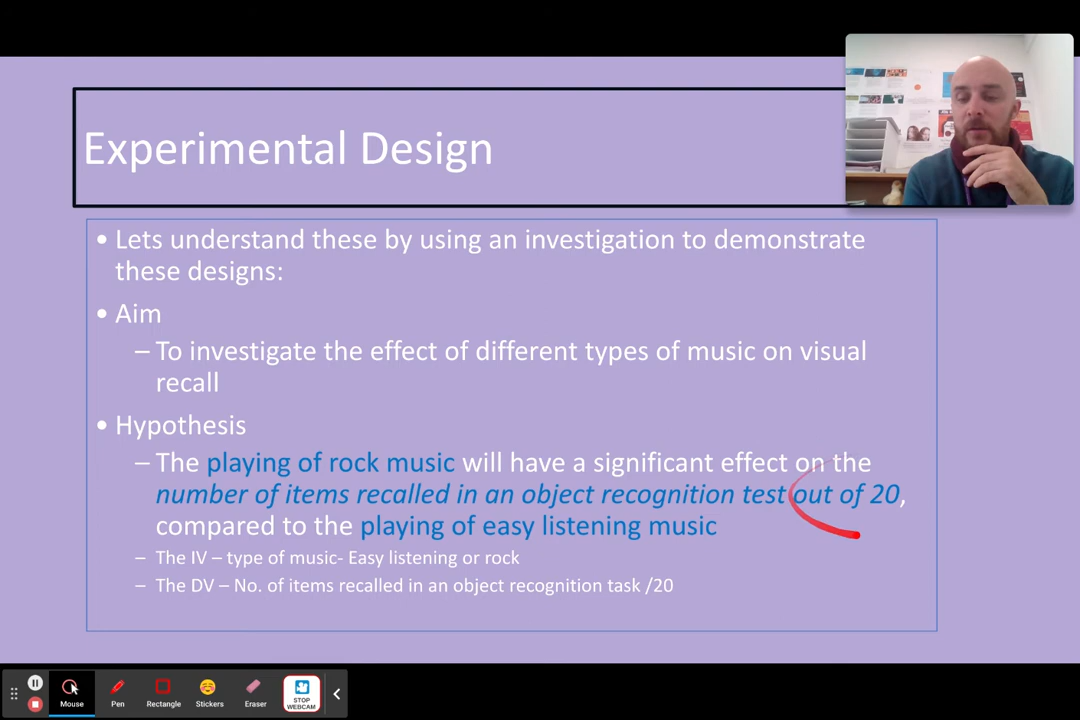 Experimental Design
• Lets understand these by using an investigation to demonstrate
these designs:
• Aim
– To investigate the effect of different types of music on visual
recall
• Hypothesis
– The playing of rock music will have a significant effect on the
number of items recalled in an object recognition test out of 20,
compared to the playing of easy listening music
– The IV – type of music- Easy listening or rock
– The DV – No. of items recalled in an object recognition task /20
Mouse
Pen
Rectangle
Stickers
Eraser
STOP
WEBCAM